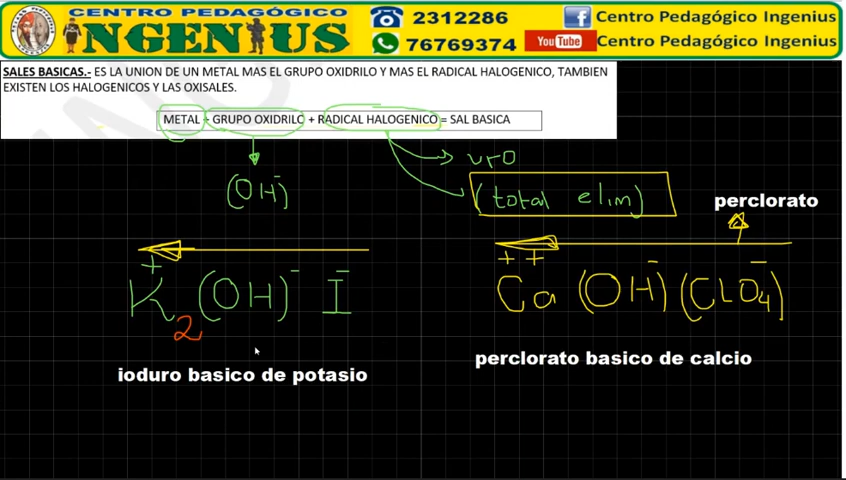 CENTRO PEDAGÓGICO
INGENIUS
2312286
76769374
Centro Pedagógico Ingenius
YouTube Centro Pedagógico Ingenius
SALES BASICAS.- ES LA UNION DE UN METAL MAS EL GRUPO OXIDRILO Y MAS EL RADICAL HALOGENICO, TAMBIEN
EXISTEN LOS HALOGENICOS Y LAS OXISALES.
METAL + GRUPO OXIDRILO + RADICAL HALOGENICO = SAL BASICA
uro
(OH⁻)
(total elim)
perclorato
K⁺₂(OH)⁻ I⁻
Ca⁺⁺(OH⁻)(CLO₄⁻)
ioduro basico de potasio
perclorato basico de calcio